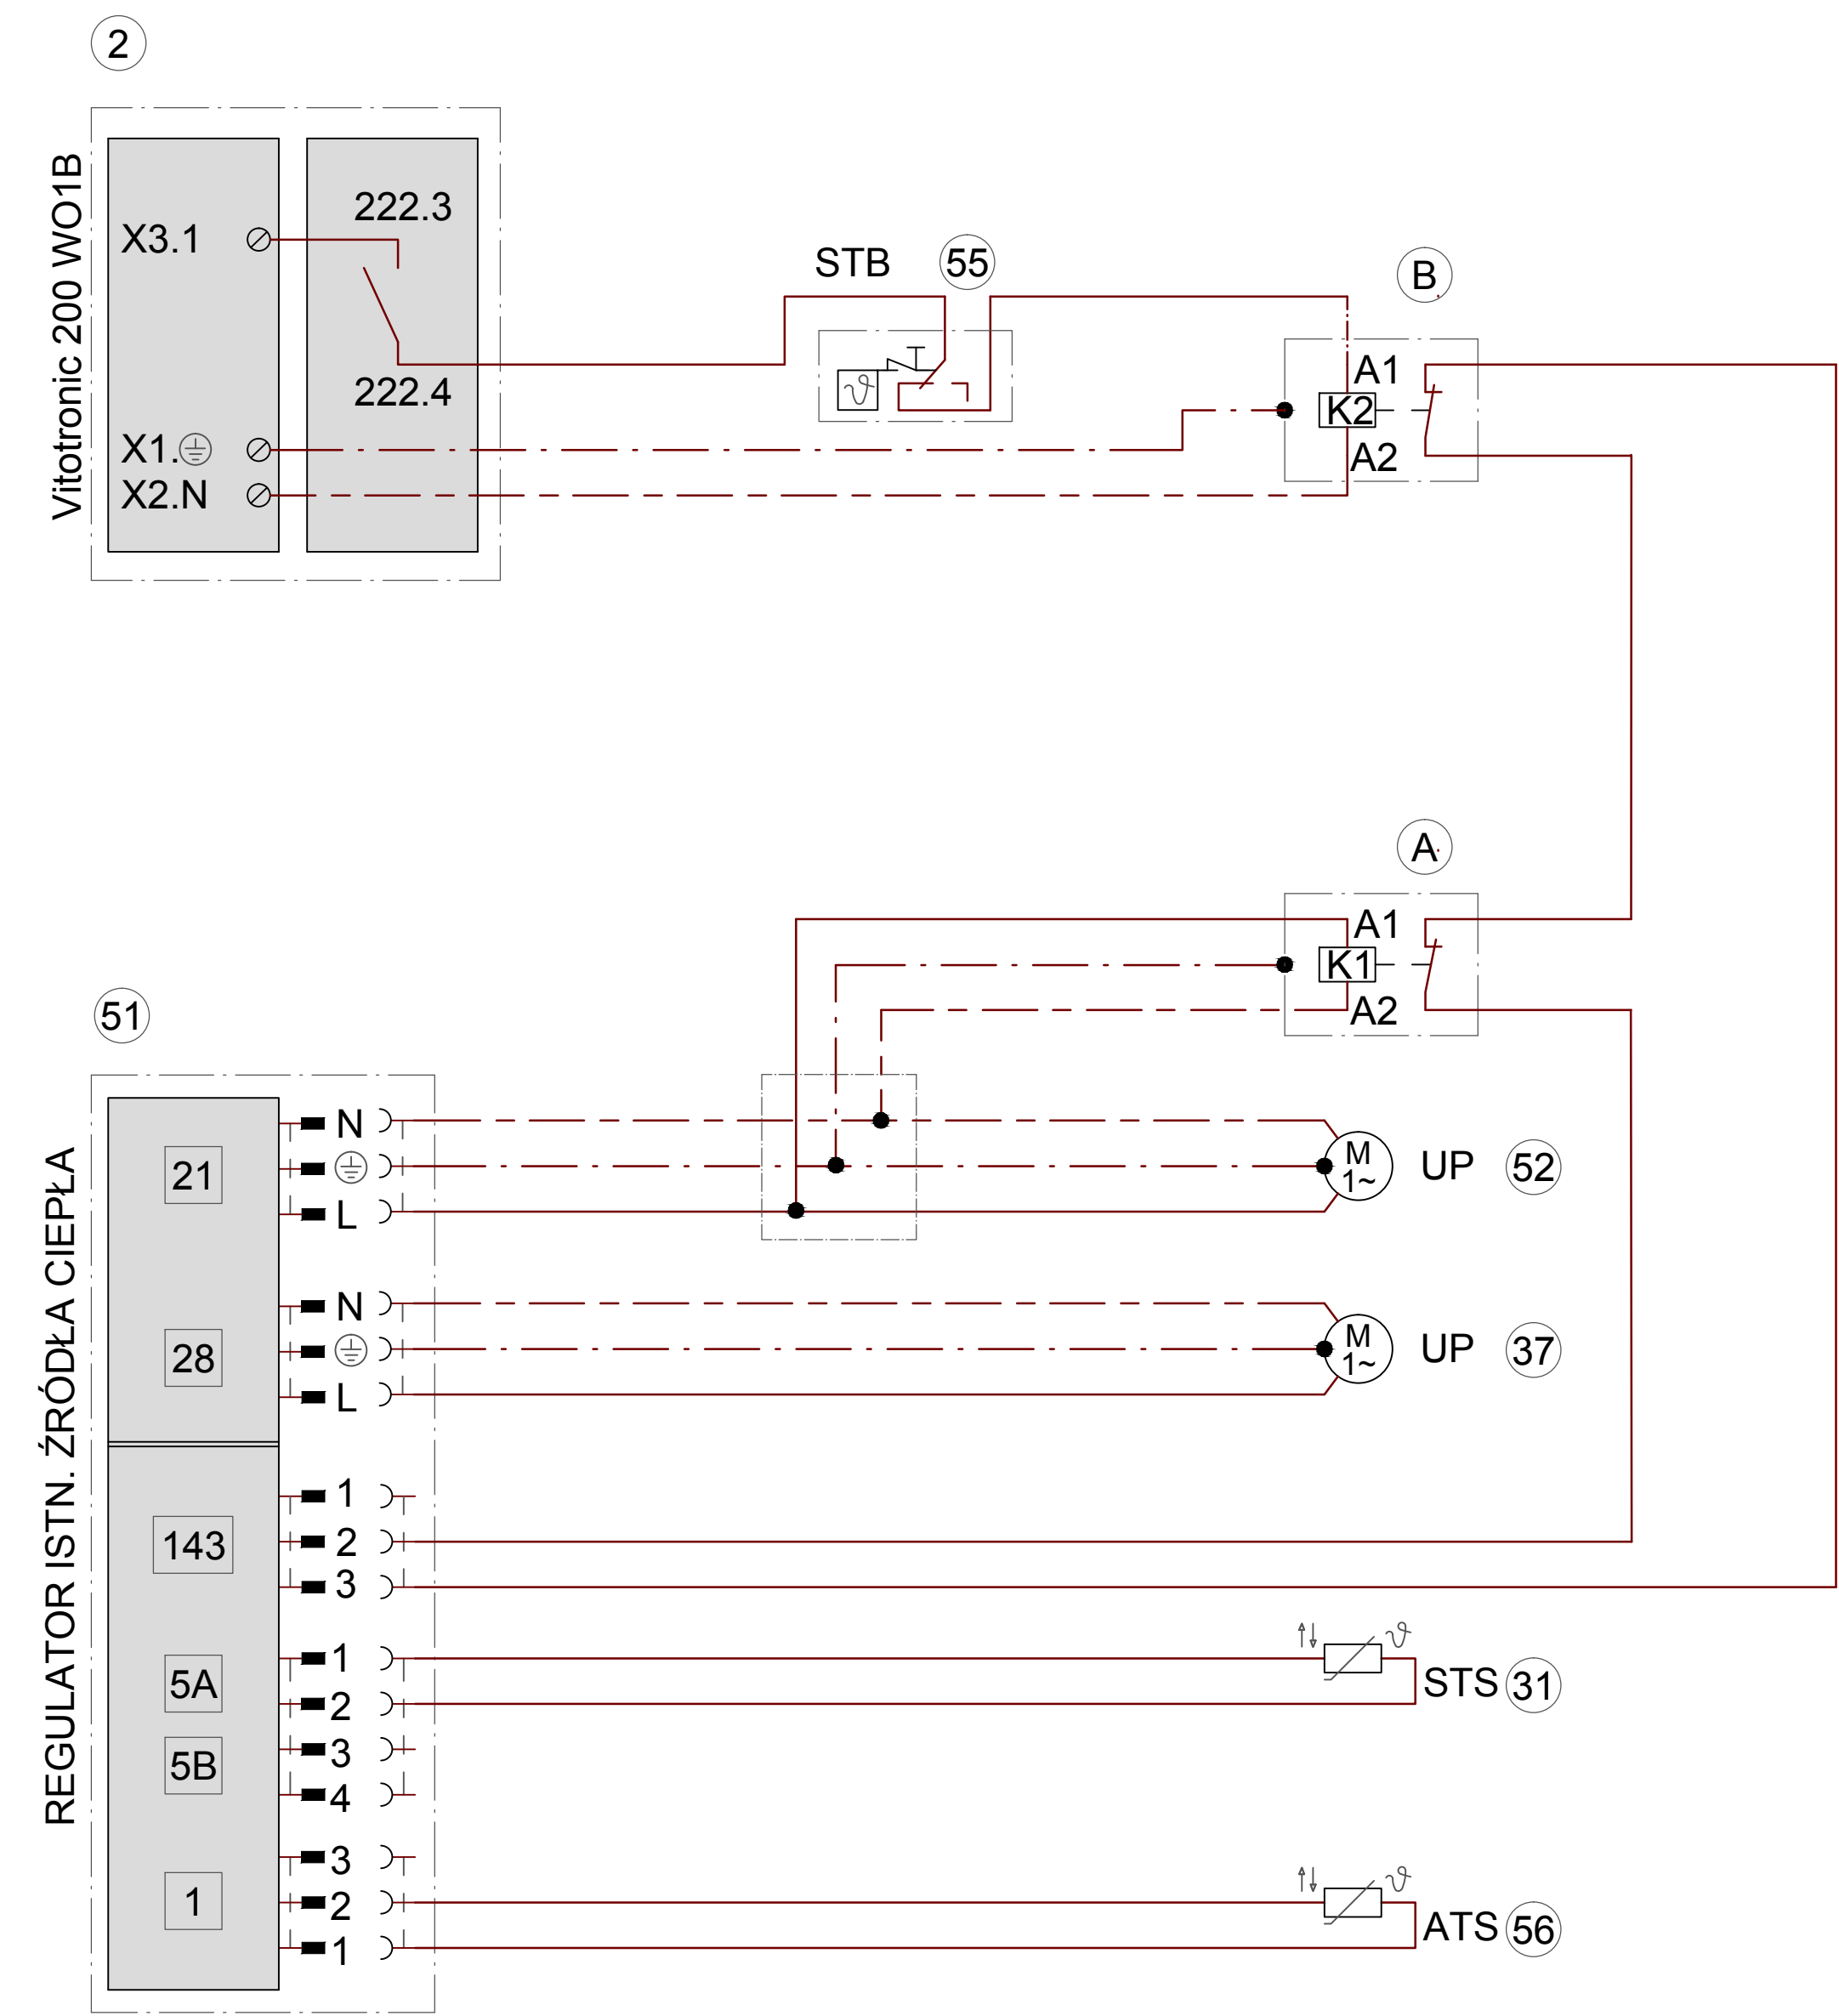 2
Vitotronic 200 WO1B
X3.1
222.3
222.4
X1.
X2.N
STB
55
B
A1
K2
A2
A
A1
K1
A2
51
REGULATOR ISTN. ŹRÓDŁA CIEPŁA
21
N
L
M
1~
UP
52
28
N
L
M
1~
UP
37
143
1
2
3
5A
1
2
ϑ
STS
31
5B
3
4
1
3
2
1
ϑ
ATS
56